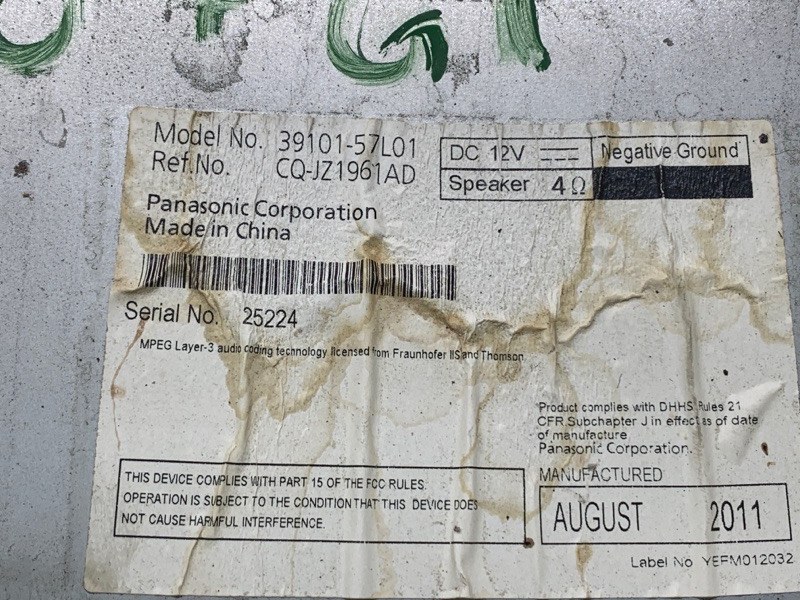 G
Model No. 39101-57L01
Ref.No. CQ-JZ1961AD
DC 12V
Negative Ground
Speaker 4Ω
Panasonic Corporation
Made in China
Serial No. 25224
MPEG Layer-3 audio coding technology licensed from Fraunhofer IIS and Thomson.
Product complies with DHHS Rules 21
CFR Subchapter J in effect as of date
of manufacture
Panasonic Corporation.
MANUFACTURED
AUGUST 2011
THIS DEVICE COMPLIES WITH PART 15 OF THE FCC RULES.
OPERATION IS SUBJECT TO THE CONDITION THAT THIS DEVICE DOES
NOT CAUSE HARMFUL INTERFERENCE.
Label No YEFM012032